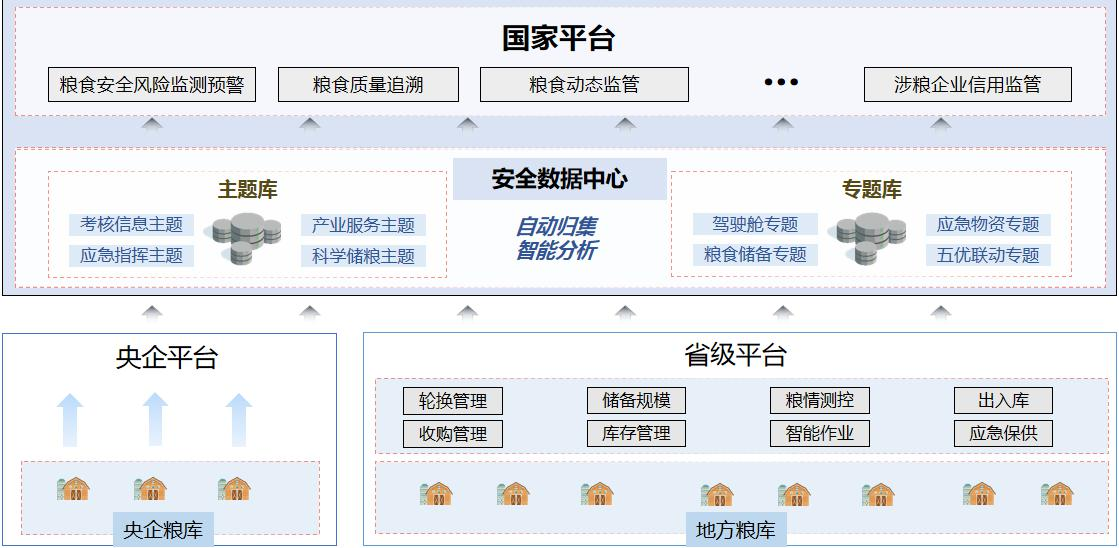 国家平台
粮食安全风险监测预警
粮食质量追溯
粮食动态监管
•••
涉粮企业信用监管
安全数据中心
自动归集
智能分析
主题库
考核信息主题
产业服务主题
应急指挥主题
科学储粮主题
专题库
驾驶舱专题
应急物资专题
粮食储备专题
五优联动专题
央企平台
央企粮库
省级平台
轮换管理
储备规模
粮情测控
出入库
收购管理
库存管理
智能作业
应急保供
地方粮库